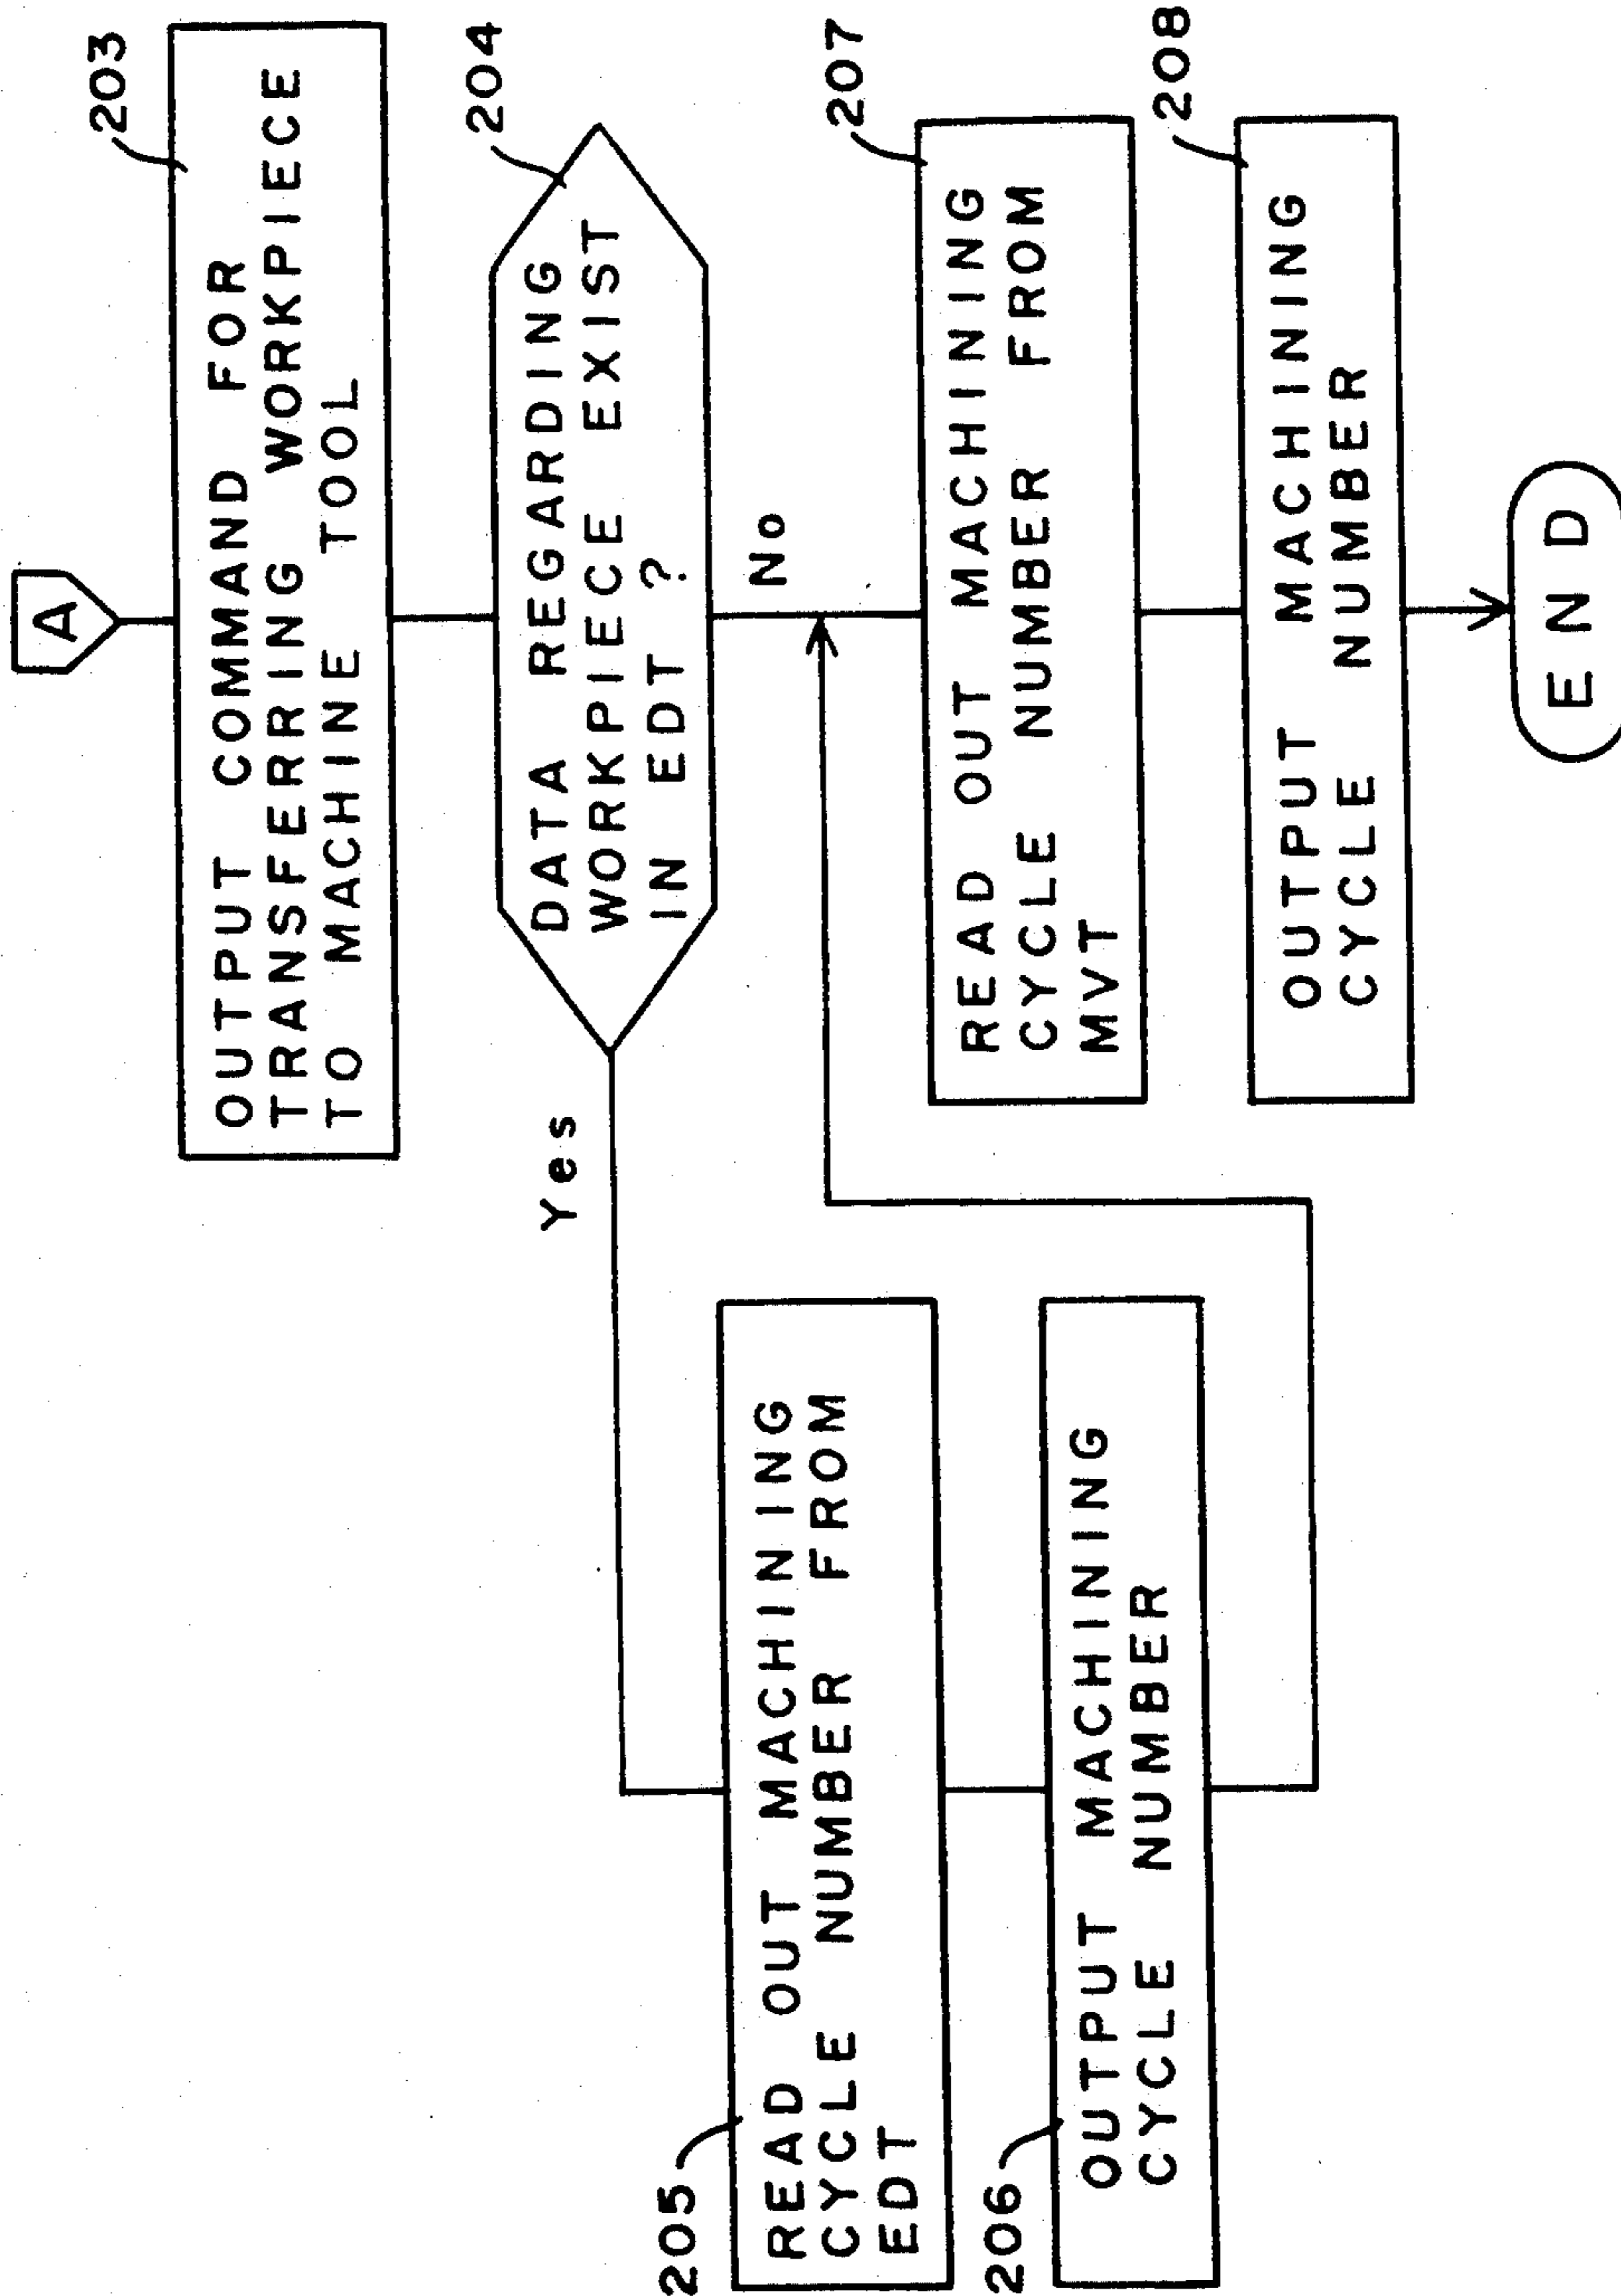 A
203
OUTPUT COMMAND FOR
TRANSFERRING WORKPIECE
TO MACHINE TOOL
204
DATA REGARDING
WORKPIECE EXIST
IN EDT ?
Yes
No
205
READ OUT MACHINING
CYCLE NUMBER FROM
EDT
206
OUTPUT MACHINING
CYCLE NUMBER
207
READ OUT MACHINING
CYCLE NUMBER FROM
MVT
208
OUTPUT MACHINING
CYCLE NUMBER
END